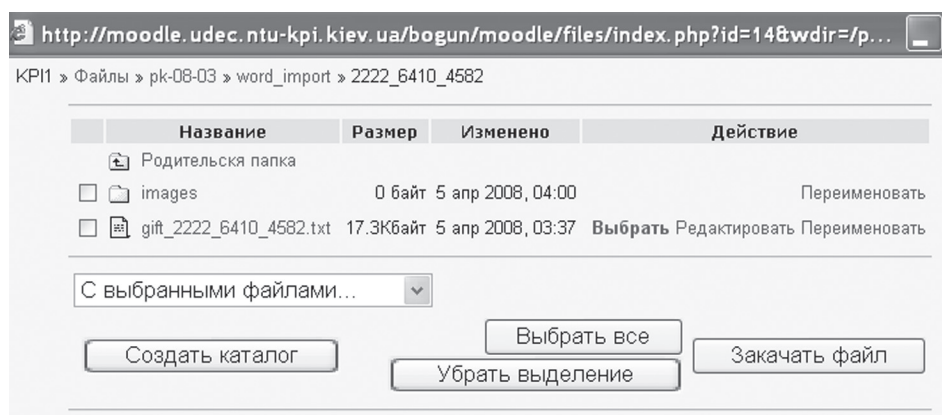 http://moodle.udec.ntu-kpi.kiev.ua/bogun/moodle/files/index.php?id=14&wdir=/p...
KPI1 » Файлы » pk-08-03 » word_import » 2222_6410_4582
Название Размер Изменено Действие
Родительскя папка
images 0 байт 5 апр 2008, 04:00 Переименовать
gift_2222_6410_4582.txt 17.3Кбайт 5 апр 2008, 03:37 Выбрать Редактировать Переименовать
С выбранными файлами...
Выбрать все
Создать каталог Закачать файл
Убрать выделение